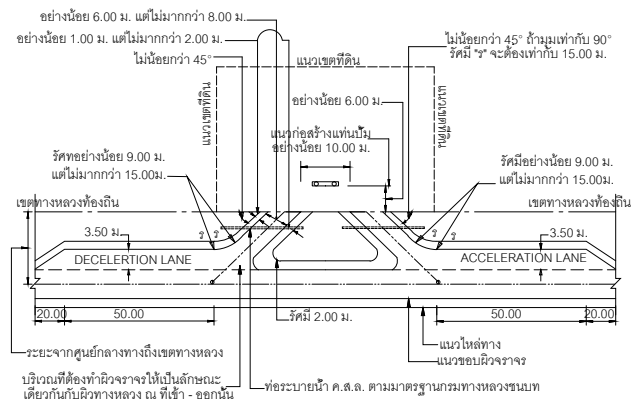 อย่างน้อย 6.00 ม. แต่ไม่มากกว่า 8.00 ม.
อย่างน้อย 1.00 ม. แต่ไม่มากกว่า 2.00 ม.
ไม่น้อยกว่า 45°
แนวเขตที่ดิน
ไม่น้อยกว่า 45° ถ้ามุมเท่ากับ 90°
รัศมี "ร" จะต้องเท่ากับ 15.00 ม.
แนวเขตที่ดิน
อย่างน้อย 6.00 ม.
แนวเขตที่ดิน
แนวก่อสร้างแท่นปั๊ม
อย่างน้อย 10.00 ม.
รัศทอย่างน้อย 9.00 ม.
แต่ไม่มากกว่า 15.00ม.
รัศมีอย่างน้อย 9.00 ม.
แต่ไม่มากกว่า 15.00 ม.
เขตทางหลวงท้องถิ่น
เขตทางหลวงท้องถิ่น
3.50 ม.
ร
ร
ร
ร
3.50 ม.
DECELERTION LANE
ACCELERATION LANE
20.00
50.00
รัศมี 2.00 ม.
50.00
20.00
ระยะจากศูนย์กลางทางถึงเขตทางหลวง
แนวไหล่ทาง
แนวขอบผิวจราจร
บริเวณที่ต้องทำผิวจราจรให้เป็นลักษณะ
เดียวกันกับผิวทางหลวง ณ ที่เข้า - ออกนั้น
ท่อระบายน้ำ ค.ส.ล. ตามมาตรฐานกรมทางหลวงชนบท